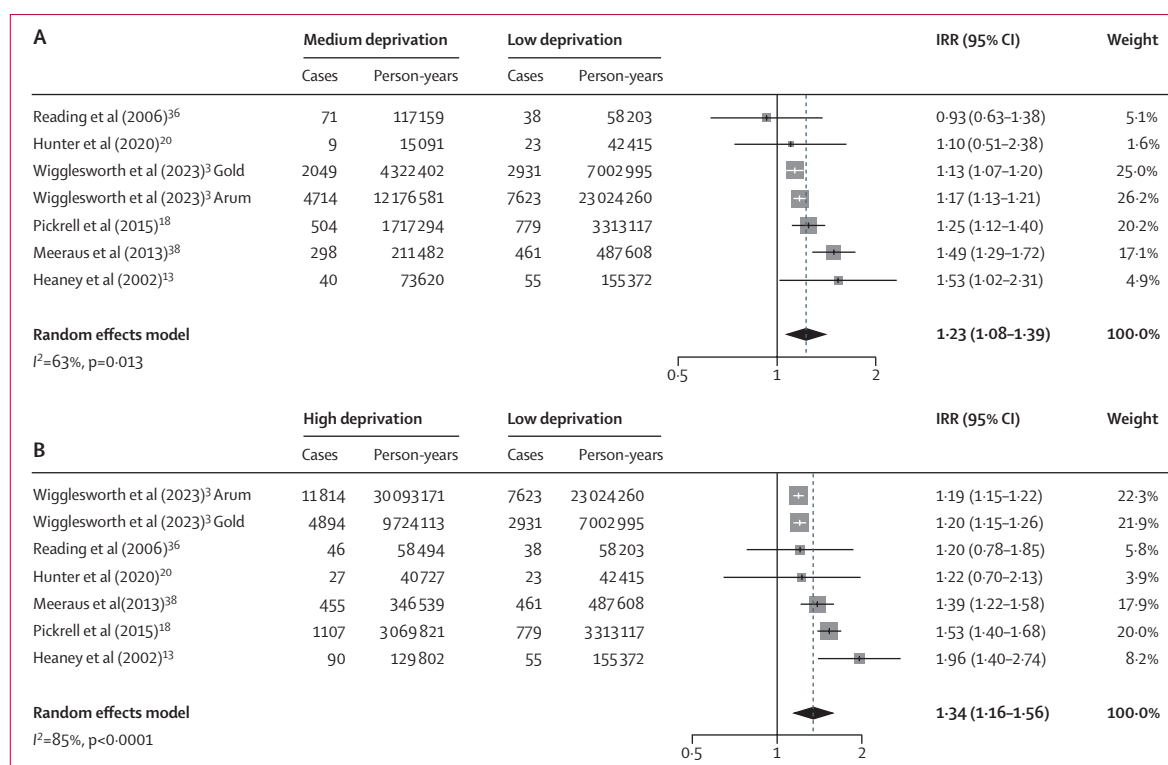 A Medium deprivation Low deprivation IRR (95% CI) Weight
Cases Person-years Cases Person-years
Reading et al (2006)36 71 117159 38 58203 0·93 (0·63–1·38) 5·1%
Hunter et al (2020)20 9 15091 23 42415 1·10 (0·51–2·38) 1·6%
Wigglesworth et al (2023)3 Gold 2049 4322402 2931 7002995 1·13 (1·07–1·20) 25·0%
Wigglesworth et al (2023)3 Arum 4714 12176581 7623 23024260 1·17 (1·13–1·21) 26·2%
Pickrell et al (2015)18 504 1717294 779 3313117 1·25 (1·12–1·40) 20·2%
Meeraus et al (2013)38 298 211482 461 487608 1·49 (1·29–1·72) 17·1%
Heaney et al (2002)13 40 73620 55 155372 1·53 (1·02–2·31) 4·9%
Random effects model 1·23 (1·08–1·39) 100·0%
I²=63%, p=0·013
0·5 1 2
High deprivation Low deprivation IRR (95% CI) Weight
B
Cases Person-years Cases Person-years
Wigglesworth et al (2023)3 Arum 11814 30093171 7623 23024260 1·19 (1·15–1·22) 22·3%
Wigglesworth et al (2023)3 Gold 4894 9724113 2931 7002995 1·20 (1·15–1·26) 21·9%
Reading et al (2006)36 46 58494 38 58203 1·20 (0·78–1·85) 5·8%
Hunter et al (2020)20 27 40727 23 42415 1·22 (0·70–2·13) 3·9%
Meeraus et al(2013)38 455 346539 461 487608 1·39 (1·22–1·58) 17·9%
Pickrell et al (2015)18 1107 3069821 779 3313117 1·53 (1·40–1·68) 20·0%
Heaney et al (2002)13 90 129802 55 155372 1·96 (1·40–2·74) 8·2%
Random effects model 1·34 (1·16–1·56) 100·0%
I²=85%, p<0·0001
0·5 1 2